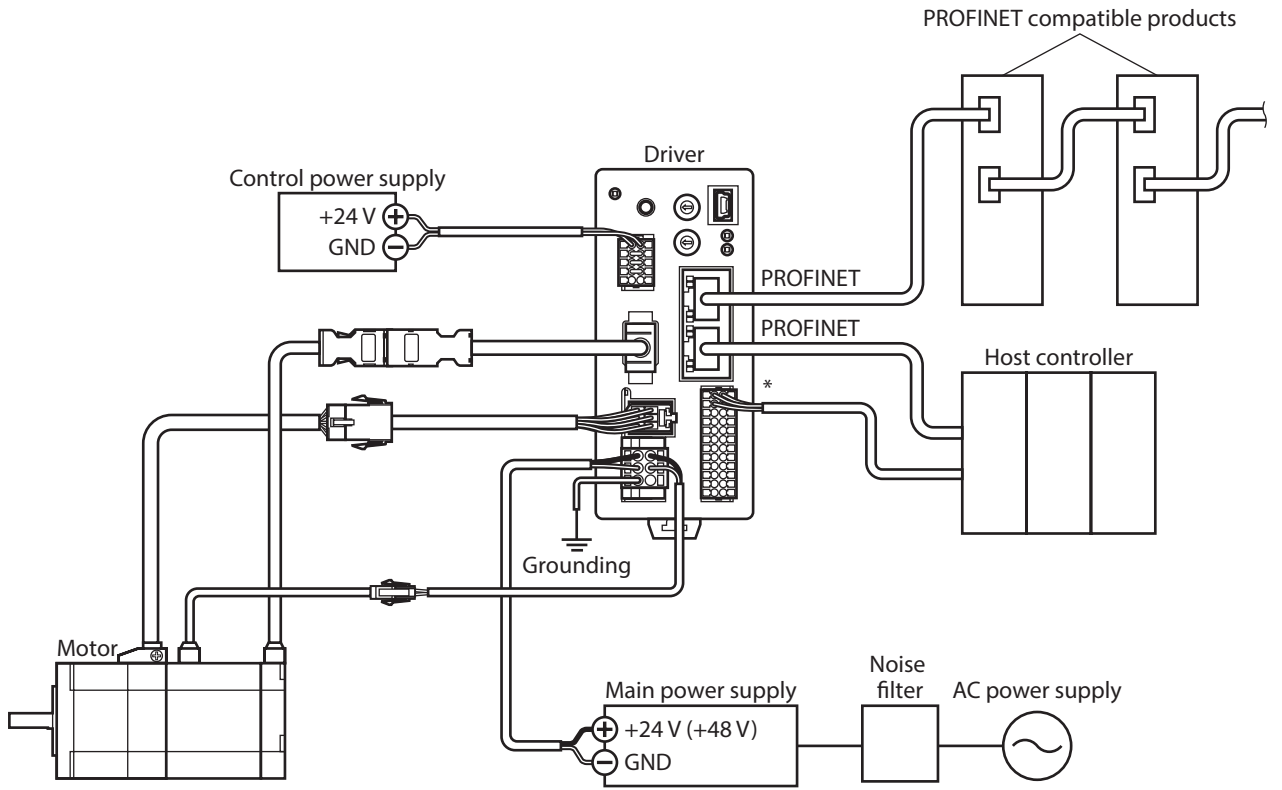 PROFINET compatible products
Driver
Control power supply
+24 V
GND
PROFINET
PROFINET
Host controller
*
Grounding
Motor
Main power supply
+24 V (+48 V)
GND
Noise
filter
AC power supply